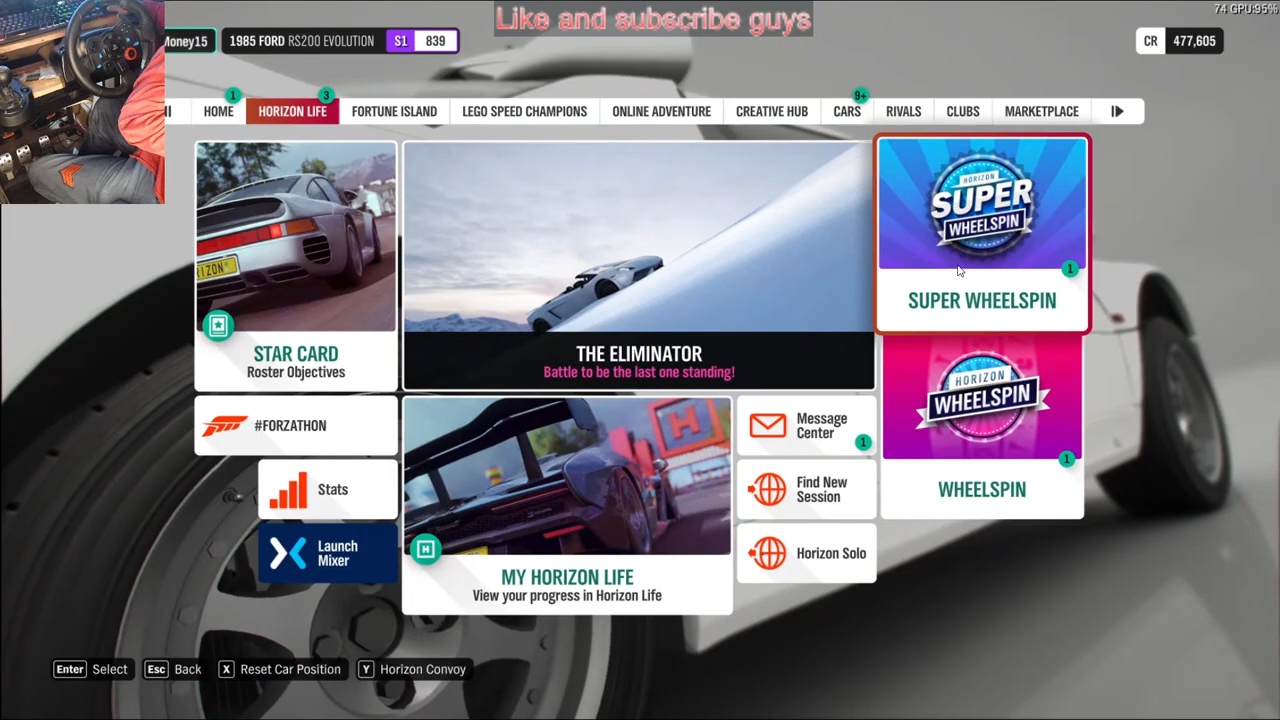 74 GPU:95%
Like and subscribe guys
Money15
1985 FORD RS200 EVOLUTION S1 839
CR 477,605
1 3 9+
HOME HORIZON LIFE FORTUNE ISLAND LEGO SPEED CHAMPIONS ONLINE ADVENTURE CREATIVE HUB CARS RIVALS CLUBS MARKETPLACE
HORIZON
SUPER
WHEELSPIN
1
SUPER WHEELSPIN
STAR CARD
Roster Objectives
THE ELIMINATOR
Battle to be the last one standing!
HORIZON
WHEELSPIN
1
WHEELSPIN
#FORZATHON
Stats
Launch
Mixer
H
MY HORIZON LIFE
View your progress in Horizon Life
Message
Center
1
Find New
Session
Horizon Solo
Enter Select Esc Back X Reset Car Position Y Horizon Convoy